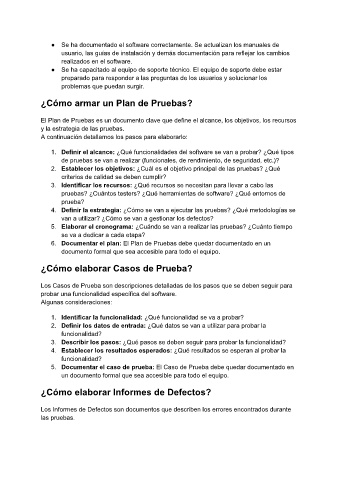 ● Se ha documentado el software correctamente. Se actualizan los manuales de
usuario, las guías de instalación y demás documentación para reflejar los cambios
realizados en el software.
● Se ha capacitado al equipo de soporte técnico. El equipo de soporte debe estar
preparado para responder a las preguntas de los usuarios y solucionar los
problemas que puedan surgir.
¿Cómo armar un Plan de Pruebas?
El Plan de Pruebas es un documento clave que define el alcance, los objetivos, los recursos
y la estrategia de las pruebas.
A continuación detallamos los pasos para elaborarlo:
1. Definir el alcance: ¿Qué funcionalidades del software se van a probar? ¿Qué tipos
de pruebas se van a realizar (funcionales, de rendimiento, de seguridad, etc.)?
2. Establecer los objetivos: ¿Cuál es el objetivo principal de las pruebas? ¿Qué
criterios de calidad se deben cumplir?
3. Identificar los recursos: ¿Qué recursos se necesitan para llevar a cabo las
pruebas? ¿Cuántos testers? ¿Qué herramientas de software? ¿Qué entornos de
prueba?
4. Definir la estrategia: ¿Cómo se van a ejecutar las pruebas? ¿Qué metodologías se
van a utilizar? ¿Cómo se van a gestionar los defectos?
5. Elaborar el cronograma: ¿Cuándo se van a realizar las pruebas? ¿Cuánto tiempo
se va a dedicar a cada etapa?
6. Documentar el plan: El Plan de Pruebas debe quedar documentado en un
documento formal que sea accesible para todo el equipo.
¿Cómo elaborar Casos de Prueba?
Los Casos de Prueba son descripciones detalladas de los pasos que se deben seguir para
probar una funcionalidad específica del software.
Algunas consideraciones:
1. Identificar la funcionalidad: ¿Qué funcionalidad se va a probar?
2. Definir los datos de entrada: ¿Qué datos se van a utilizar para probar la
funcionalidad?
3. Describir los pasos: ¿Qué pasos se deben seguir para probar la funcionalidad?
4. Establecer los resultados esperados: ¿Qué resultados se esperan al probar la
funcionalidad?
5. Documentar el caso de prueba: El Caso de Prueba debe quedar documentado en
un documento formal que sea accesible para todo el equipo.
¿Cómo elaborar Informes de Defectos?
Los Informes de Defectos son documentos que describen los errores encontrados durante
las pruebas.